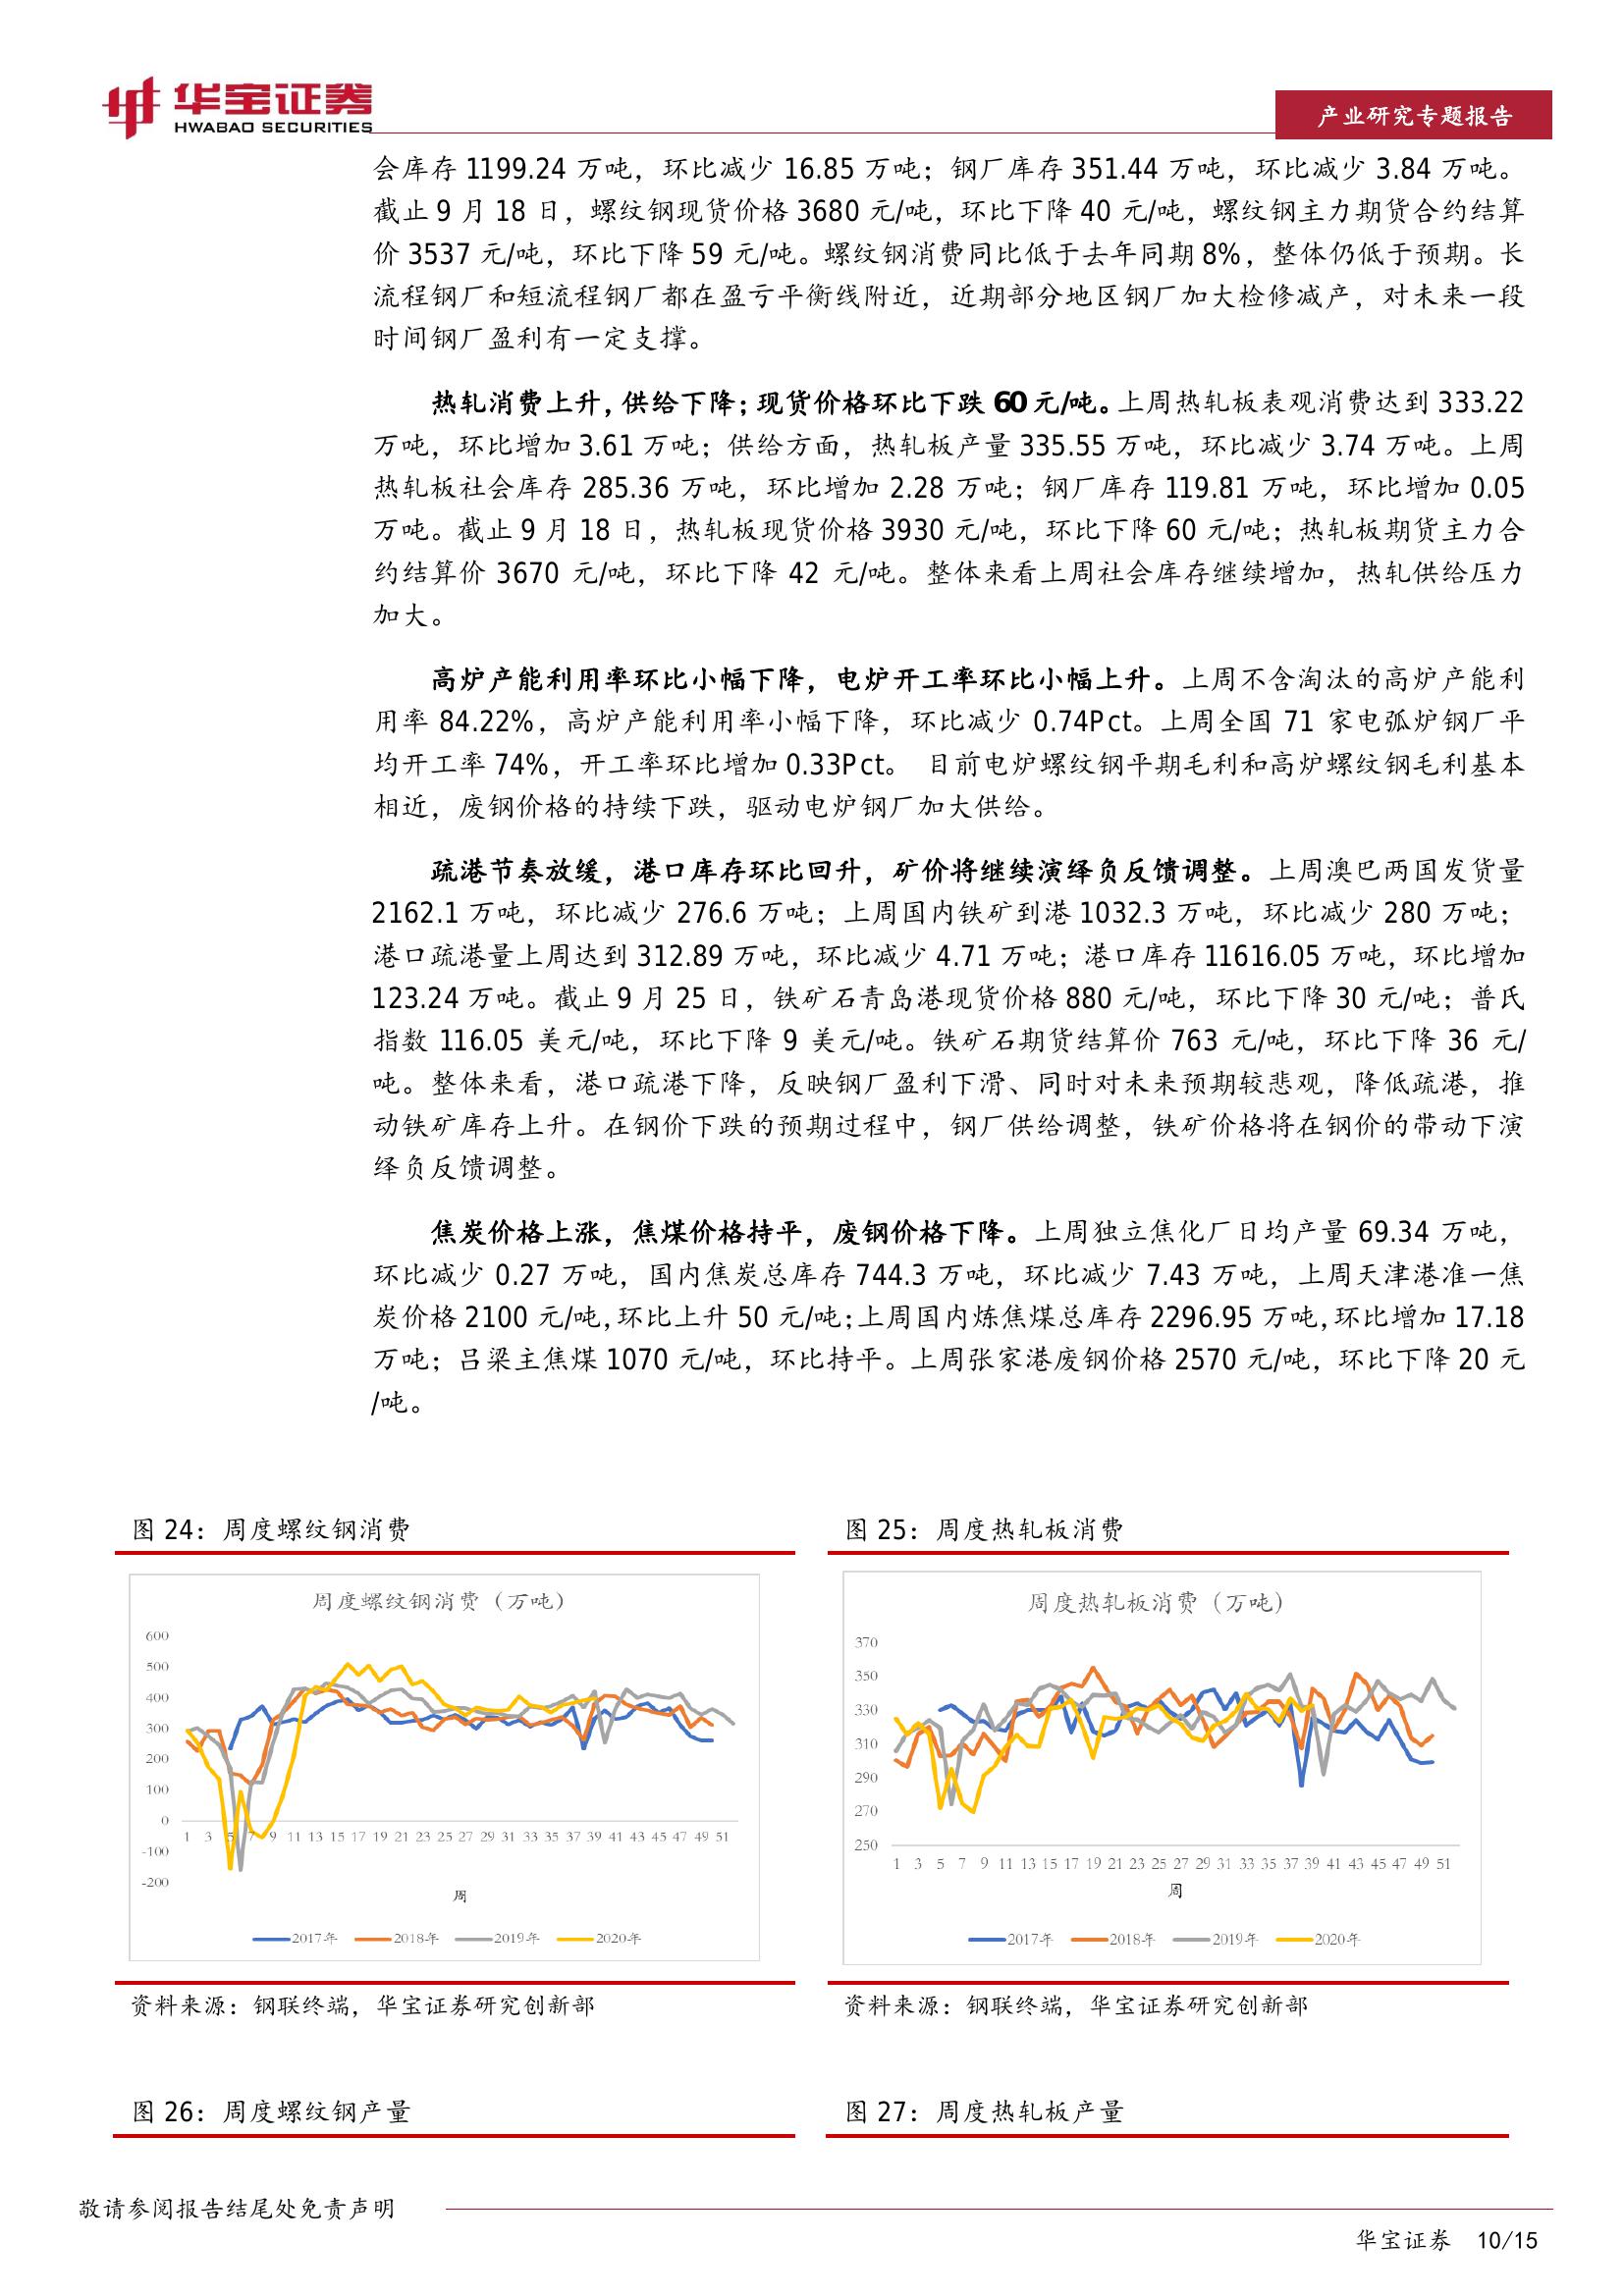 华宝证券
HWABAO SECURITIES
产业研究专题报告
会库存 1199.24 万吨，环比减少 16.85 万吨；钢厂库存 351.44 万吨，环比减少 3.84 万吨。
截止 9 月 18 日，螺纹钢现货价格 3680 元/吨，环比下降 40 元/吨，螺纹钢主力期货合约结算
价 3537 元/吨，环比下降 59 元/吨。螺纹钢消费同比低于去年同期 8%，整体仍低于预期。长
流程钢厂和短流程钢厂都在盈亏平衡线附近，近期部分地区钢厂加大检修减产，对未来一段
时间钢厂盈利有一定支撑。
热轧消费上升，供给下降；现货价格环比下跌 60 元/吨。上周热轧板表观消费达到 333.22
万吨，环比增加 3.61 万吨；供给方面，热轧板产量 335.55 万吨，环比减少 3.74 万吨。上周
热轧板社会库存 285.36 万吨，环比增加 2.28 万吨；钢厂库存 119.81 万吨，环比增加 0.05
万吨。截止 9 月 18 日，热轧板现货价格 3930 元/吨，环比下降 60 元/吨；热轧板期货主力合
约结算价 3670 元/吨，环比下降 42 元/吨。整体来看上周社会库存继续增加，热轧供给压力
加大。
高炉产能利用率环比小幅下降，电炉开工率环比小幅上升。上周不含淘汰的高炉产能利
用率 84.22%，高炉产能利用率小幅下降，环比减少 0.74Pct。上周全国 71 家电弧炉钢厂平
均开工率 74%，开工率环比增加 0.33Pct。 目前电炉螺纹钢平期毛利和高炉螺纹钢毛利基本
相近，废钢价格的持续下跌，驱动电炉钢厂加大供给。
疏港节奏放缓，港口库存环比回升，矿价将继续演绎负反馈调整。上周澳巴两国发货量
2162.1 万吨，环比减少 276.6 万吨；上周国内铁矿到港 1032.3 万吨，环比减少 280 万吨；
港口疏港量上周达到 312.89 万吨，环比减少 4.71 万吨；港口库存 11616.05 万吨，环比增加
123.24 万吨。截止 9 月 25 日，铁矿石青岛港现货价格 880 元/吨，环比下降 30 元/吨；普氏
指数 116.05 美元/吨，环比下降 9 美元/吨。铁矿石期货结算价 763 元/吨，环比下降 36 元/
吨。整体来看，港口疏港下降，反映钢厂盈利下滑、同时对未来预期较悲观，降低疏港，推
动铁矿库存上升。在钢价下跌的预期过程中，钢厂供给调整，铁矿价格将在钢价的带动下演
绎负反馈调整。
焦炭价格上涨，焦煤价格持平，废钢价格下降。上周独立焦化厂日均产量 69.34 万吨，
环比减少 0.27 万吨，国内焦炭总库存 744.3 万吨，环比减少 7.43 万吨，上周天津港准一焦
炭价格 2100 元/吨，环比上升 50 元/吨；上周国内炼焦煤总库存 2296.95 万吨，环比增加 17.18
万吨；吕梁主焦煤 1070 元/吨，环比持平。上周张家港废钢价格 2570 元/吨，环比下降 20 元
/吨。
图 24：周度螺纹钢消费
周度螺纹钢消费（万吨）
600
500
400
300
200
100
0
-100
-200
1 3 5 7 9 11 13 15 17 19 21 23 25 27 29 31 33 35 37 39 41 43 45 47 49 51
周
2017年 2018年 2019年 2020年
资料来源：钢联终端，华宝证券研究创新部
图 25：周度热轧板消费
周度热轧板消费（万吨）
370
350
330
310
290
270
250
1 3 5 7 9 11 13 15 17 19 21 23 25 27 29 31 33 35 37 39 41 43 45 47 49 51
周
2017年 2018年 2019年 2020年
资料来源：钢联终端，华宝证券研究创新部
图 26：周度螺纹钢产量
图 27：周度热轧板产量
敬请参阅报告结尾处免责声明
华宝证券 10/15